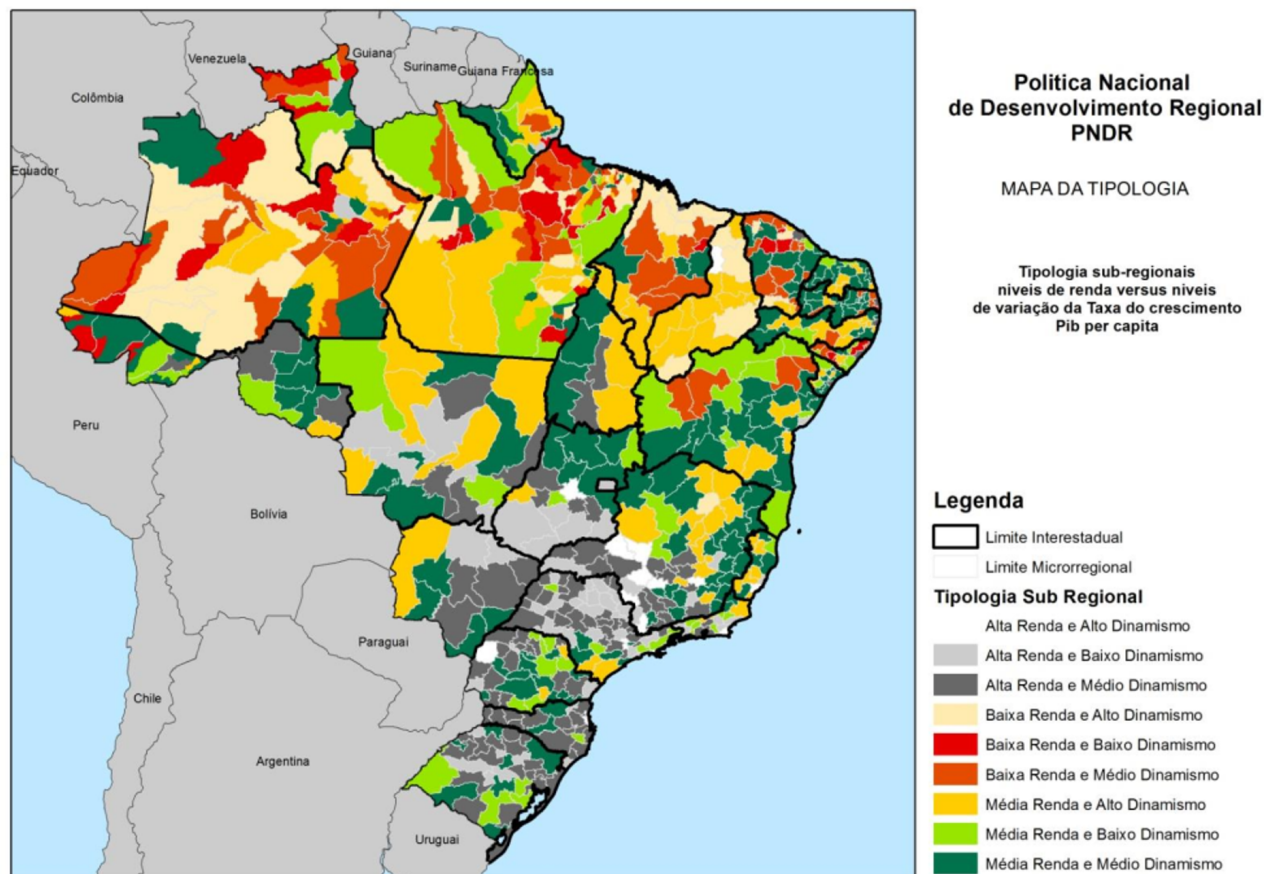 Politica Nacional
de Desenvolvimento Regional
PNDR
MAPA DA TIPOLOGIA
Tipologia sub-regionais
niveis de renda versus niveis
de variação da Taxa do crescimento
Pib per capita
Venezuela
Guiana
Suriname
Guiana Francesa
Colômbia
Equador
Peru
Bolívia
Paraguai
Chile
Argentina
Uruguai
Legenda
Limite Interestadual
Limite Microrregional
Tipologia Sub Regional
Alta Renda e Alto Dinamismo
Alta Renda e Baixo Dinamismo
Alta Renda e Médio Dinamismo
Baixa Renda e Alto Dinamismo
Baixa Renda e Baixo Dinamismo
Baixa Renda e Médio Dinamismo
Média Renda e Alto Dinamismo
Média Renda e Baixo Dinamismo
Média Renda e Médio Dinamismo